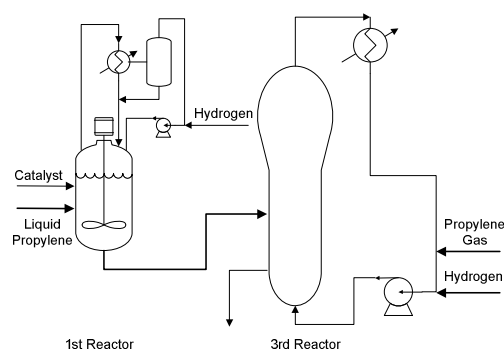 Hydrogen
Catalyst
Liquid
Propylene
Propylene
Gas
Hydrogen
1st Reactor
3rd Reactor